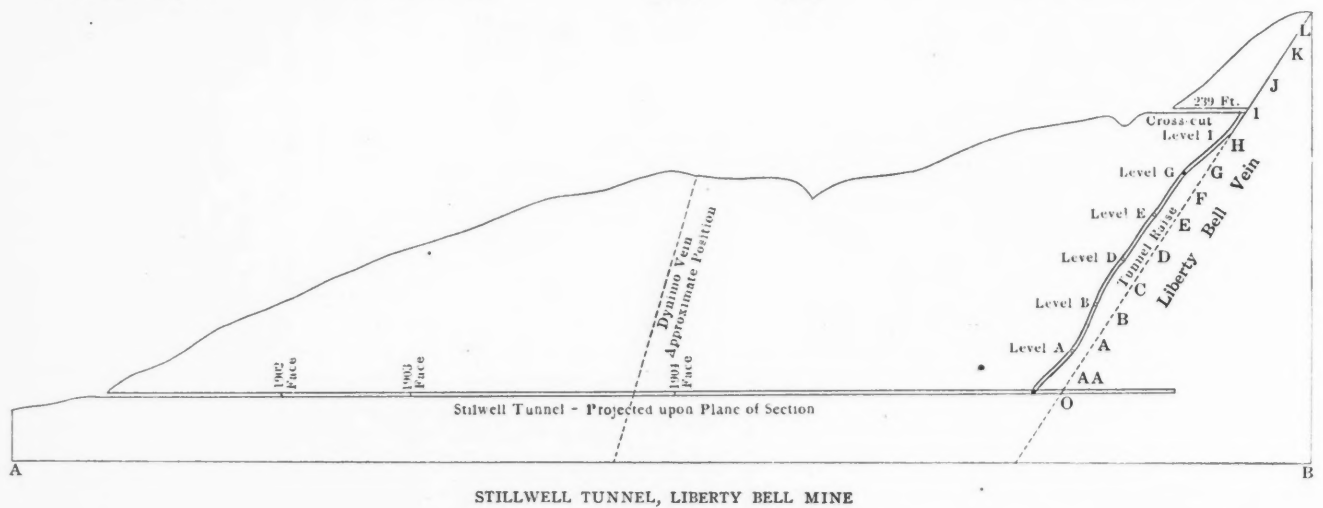 L
K
J
239 Ft.
Cross-cut
Level 1
1
H
Level G
G
F
Level E
E
Tunnel Raise
Liberty Bell Vein
Level D
D
C
Level B
B
Level A
A
AA
O
Dynimo Vein
Approximate Position
1902
Face
1903
Face
1904
Face
Stilwell Tunnel - Projected upon Plane of Section
A
B
STILLWELL TUNNEL, LIBERTY BELL MINE